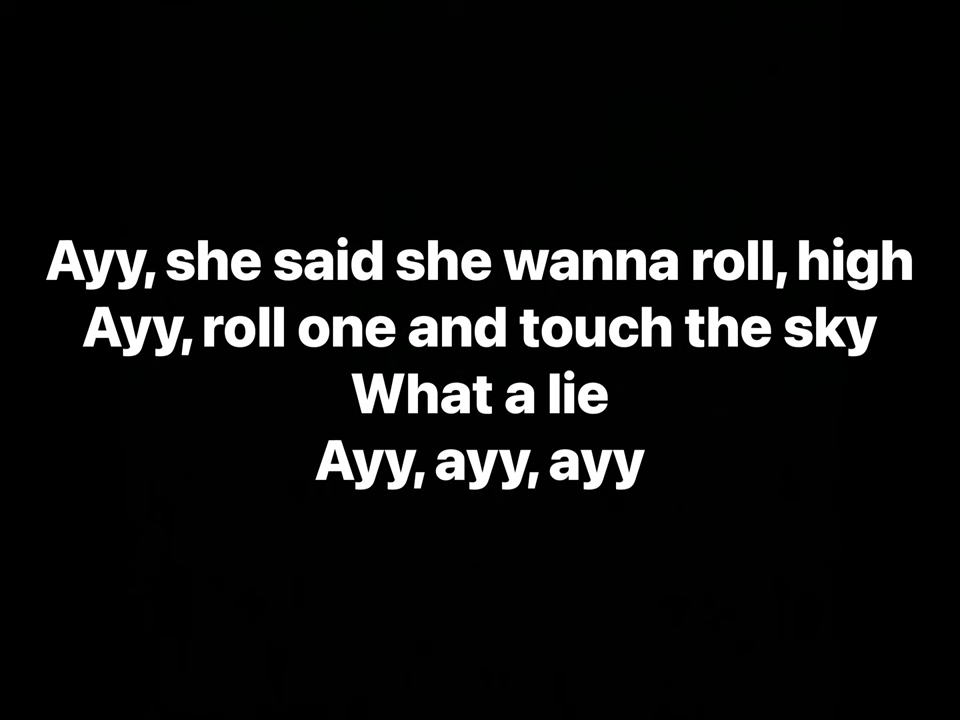 Ayy, she said she wanna roll, high
Ayy, roll one and touch the sky
What a lie
Ayy, ayy, ayy